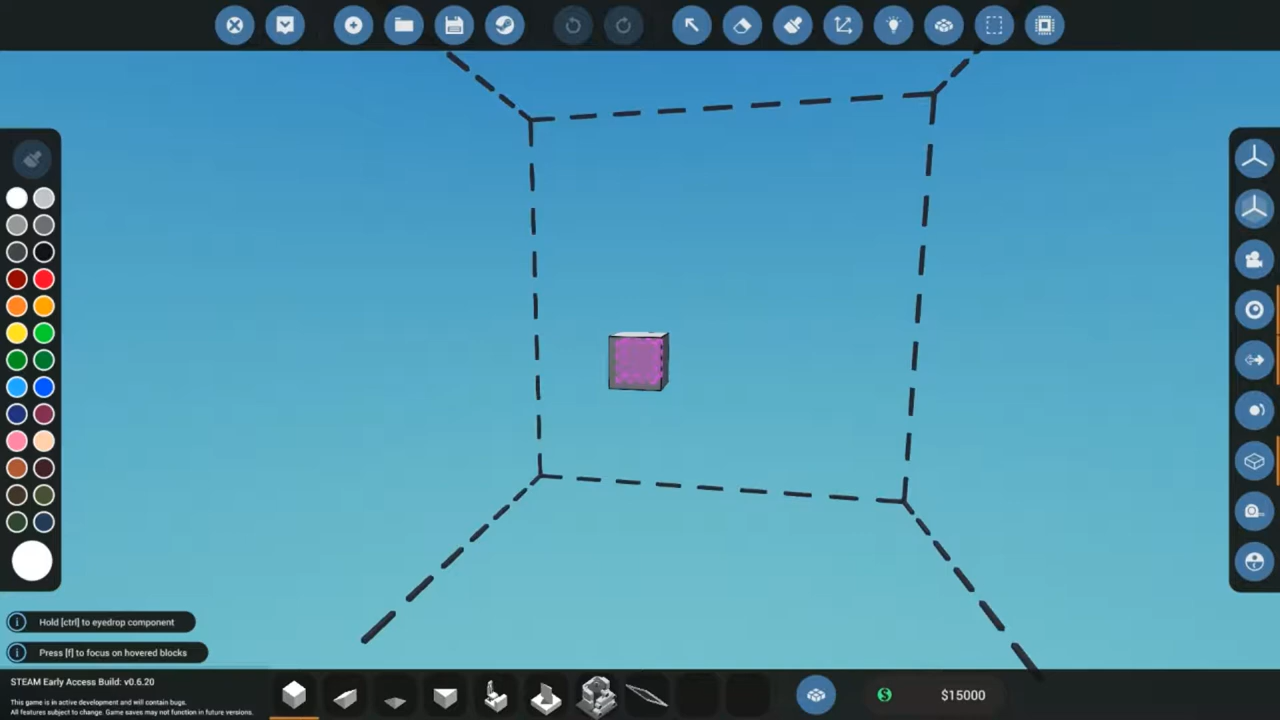 Hold [ctrl] to eyedrop component
Press [f] to focus on hovered blocks
STEAM Early Access Build: v0.6.20
This game is in active development and will contain bugs.
All features subject to change. Game saves may not function in future versions.
$15000